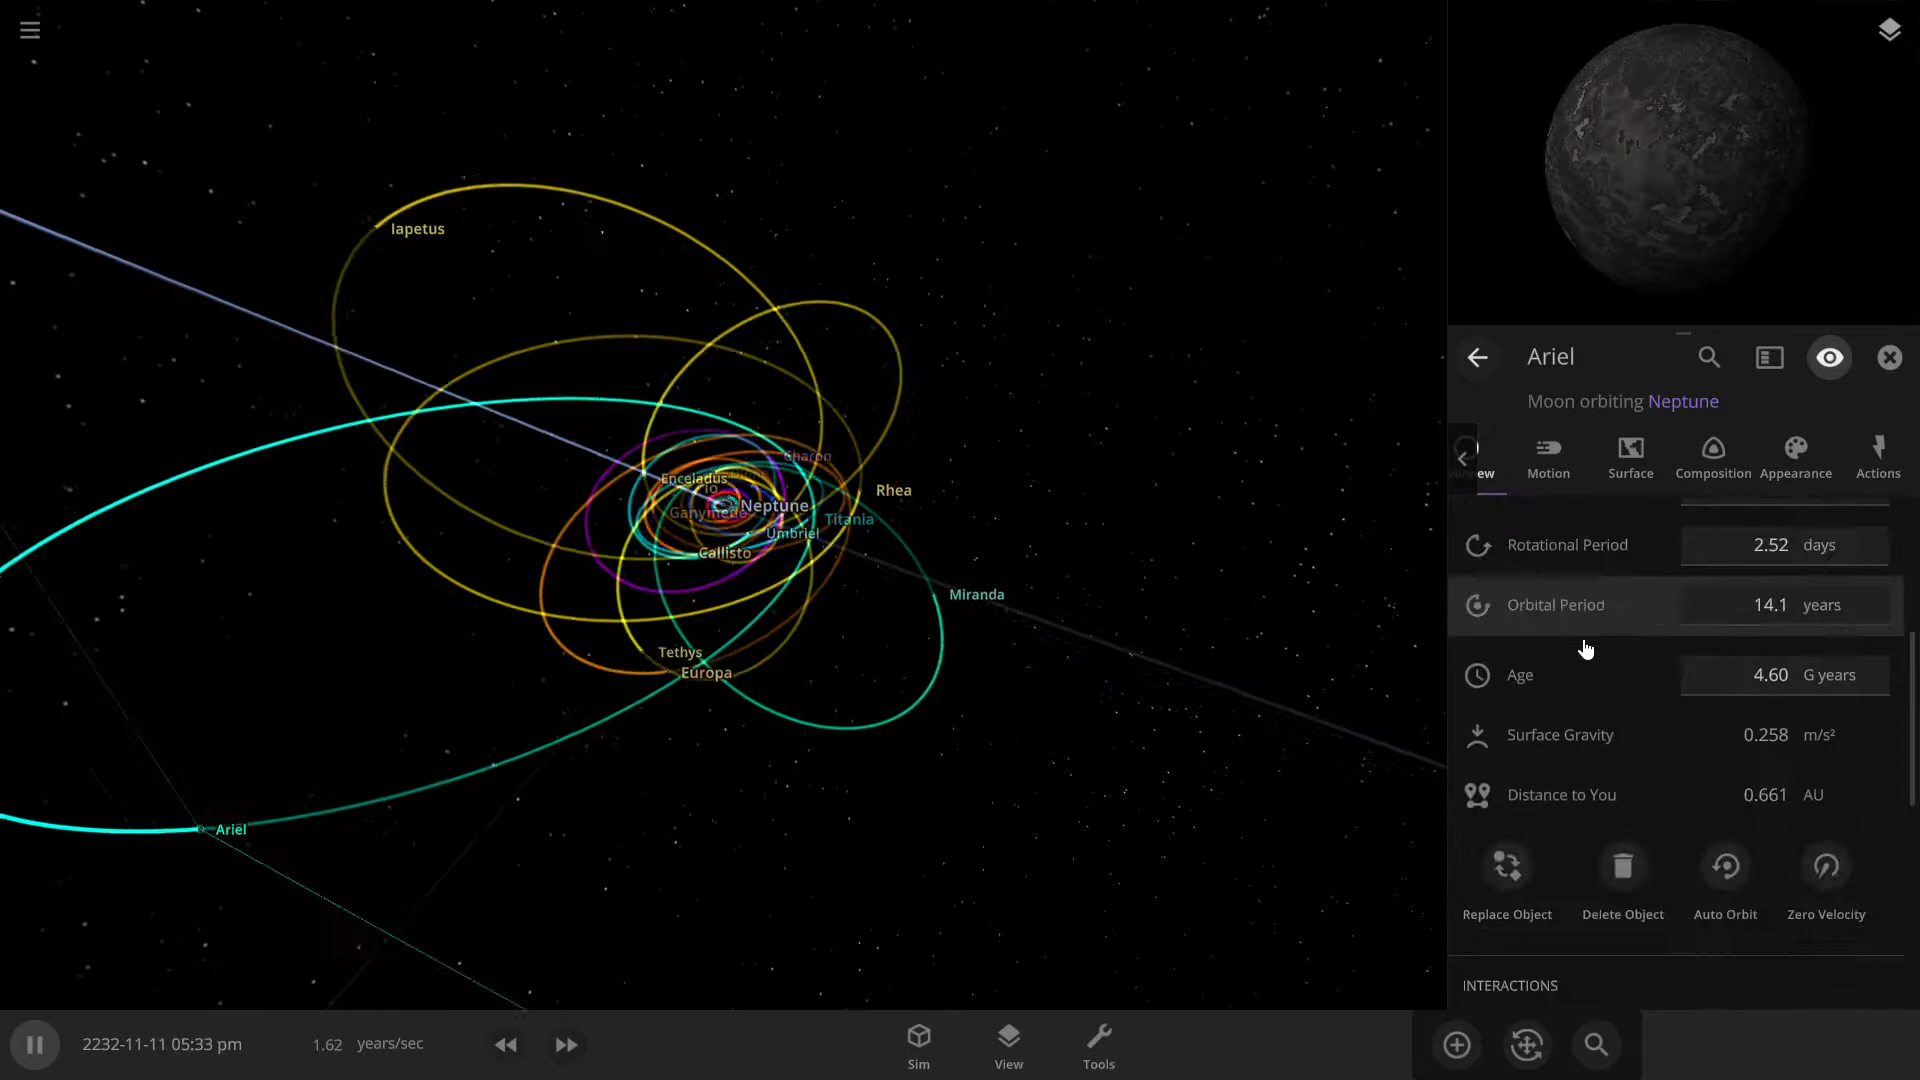 Iapetus
Charon
Enceladus
Io
Rhea
Neptune
Ganymede
Titania
Umbriel
Callisto
Miranda
Tethys
Europa
Ariel
Ariel
Moon orbiting Neptune
Motion
Surface
Composition
Appearance
Actions
Rotational Period 2.52 days
Orbital Period 14.1 years
Age 4.60 G years
Surface Gravity 0.258 m/s²
Distance to You 0.661 AU
Replace Object
Delete Object
Auto Orbit
Zero Velocity
INTERACTIONS
2232-11-11 05:33 pm
1.62 years/sec
Sim
View
Tools